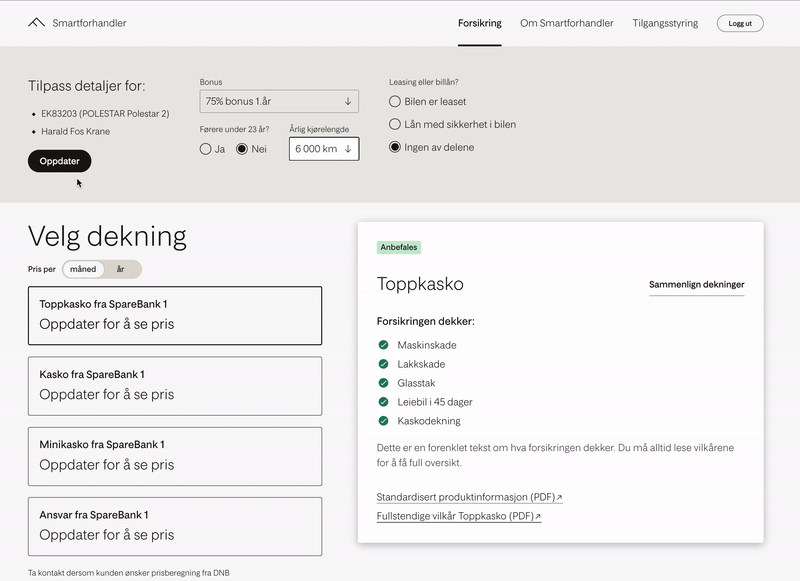 Smartforhandler
Forsikring
Om Smartforhandler
Tilgangsstyring
Logg ut
Tilpass detaljer for:
EK83203 (POLESTAR Polestar 2)
Harald Fos Krane
Oppdater
Bonus
75% bonus 1.år
Førere under 23 år?
Ja
Nei
Årlig kjørelengde
6 000 km
Leasing eller billån?
Bilen er leaset
Lån med sikkerhet i bilen
Ingen av delene
Velg dekning
Pris per
måned
år
Toppkasko fra SpareBank 1
Oppdater for å se pris
Kasko fra SpareBank 1
Oppdater for å se pris
Minikasko fra SpareBank 1
Oppdater for å se pris
Ansvar fra SpareBank 1
Oppdater for å se pris
Ta kontakt dersom kunden ønsker prisberegning fra DNB
Anbefales
Toppkasko
Sammenlign dekninger
Forsikringen dekker:
Maskinskade
Lakkskade
Glasstak
Leiebil i 45 dager
Kaskodekning
Dette er en forenklet tekst om hva forsikringen dekker. Du må alltid lese vilkårene
for å få full oversikt.
Standardisert produktinformasjon (PDF)↗
Fullstendige vilkår Toppkasko (PDF)↗